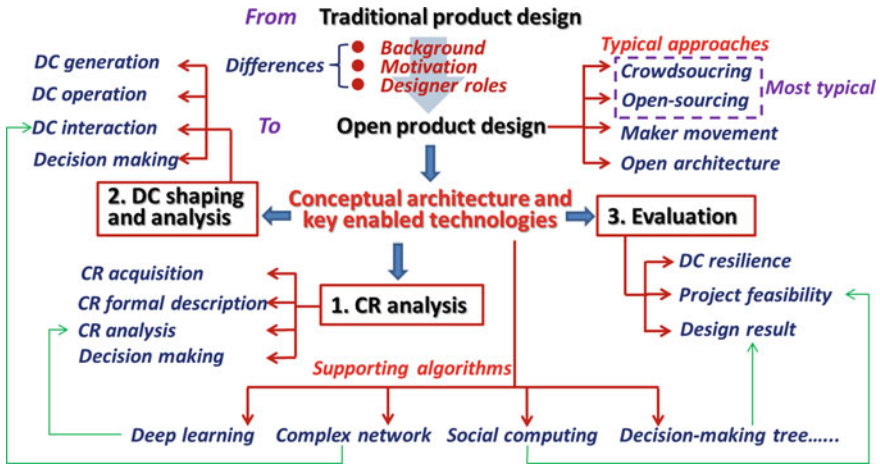 From Traditional product design
Differences
Background
Motivation
Designer roles
To Open product design
Typical approaches
Crowdsoucring
Open-sourcing
Most typical
Maker movement
Open architecture
DC generation
DC operation
DC interaction
Decision making
2. DC shaping
and analysis
Conceptual architecture and
key enabled technologies
3. Evaluation
DC resilience
Project feasibility
Design result
1. CR analysis
CR acquisition
CR formal description
CR analysis
Decision making
Supporting algorithms
Deep learning
Complex network
Social computing
Decision-making tree......